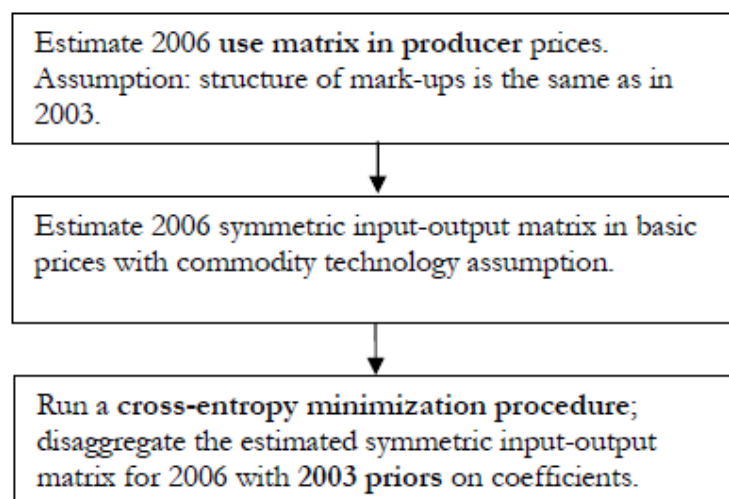 Estimate 2006 use matrix in producer prices.
Assumption: structure of mark-ups is the same as in
2003.
Estimate 2006 symmetric input-output matrix in basic
prices with commodity technology assumption.
Run a cross-entropy minimization procedure;
disaggregate the estimated symmetric input-output
matrix for 2006 with 2003 priors on coefficients.